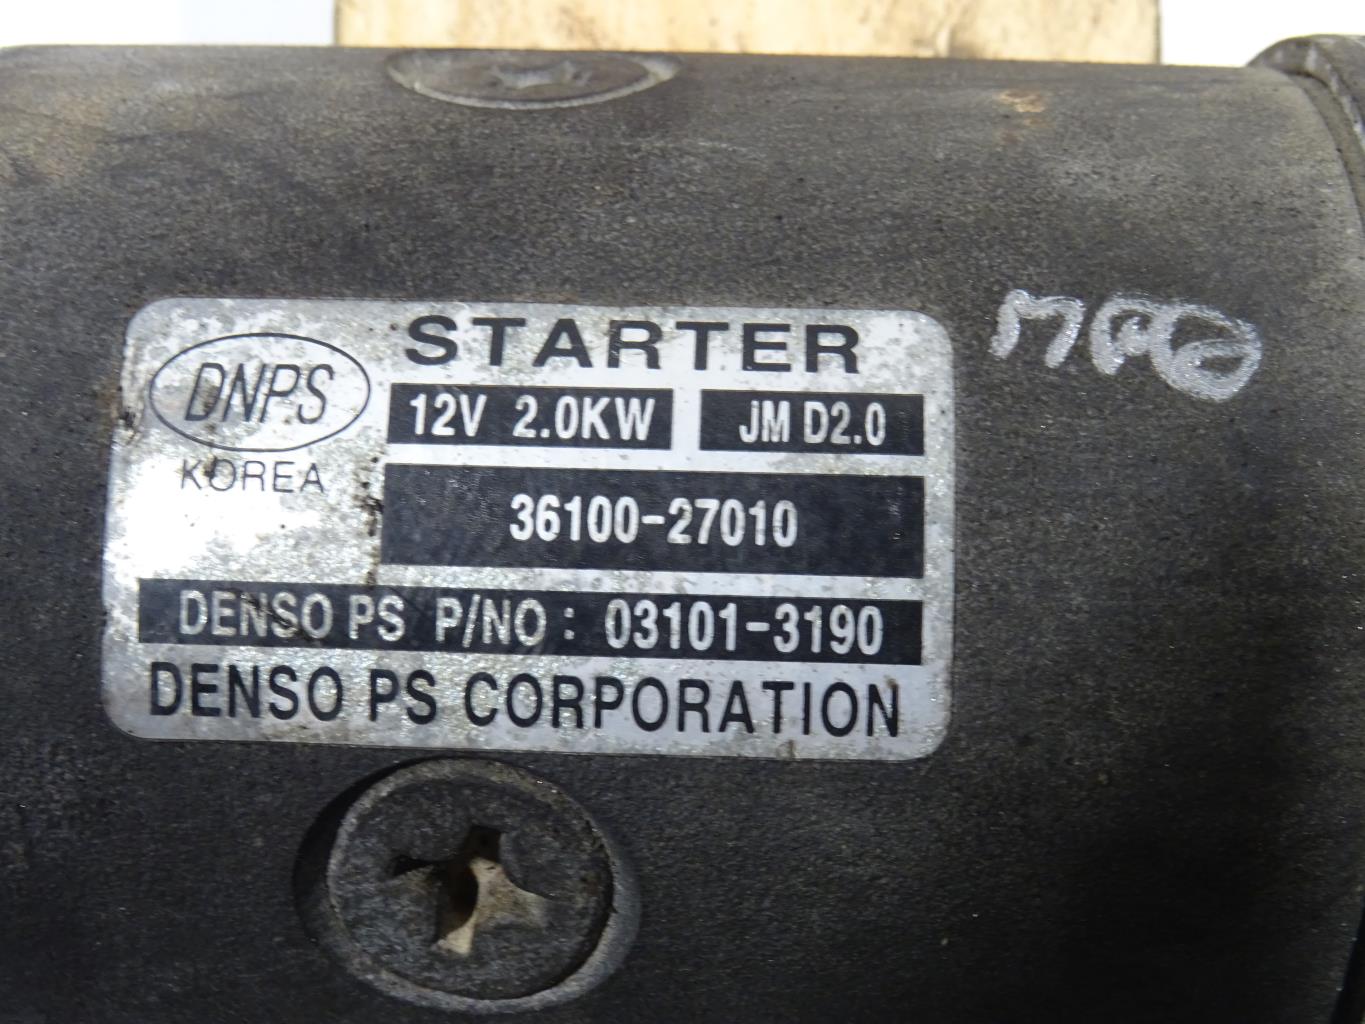 STARTER
DNPS
KOREA
12V 2.0KW
JM D2.0
36100-27010
DENSO PS P/NO : 03101-3190
DENSO PS CORPORATION